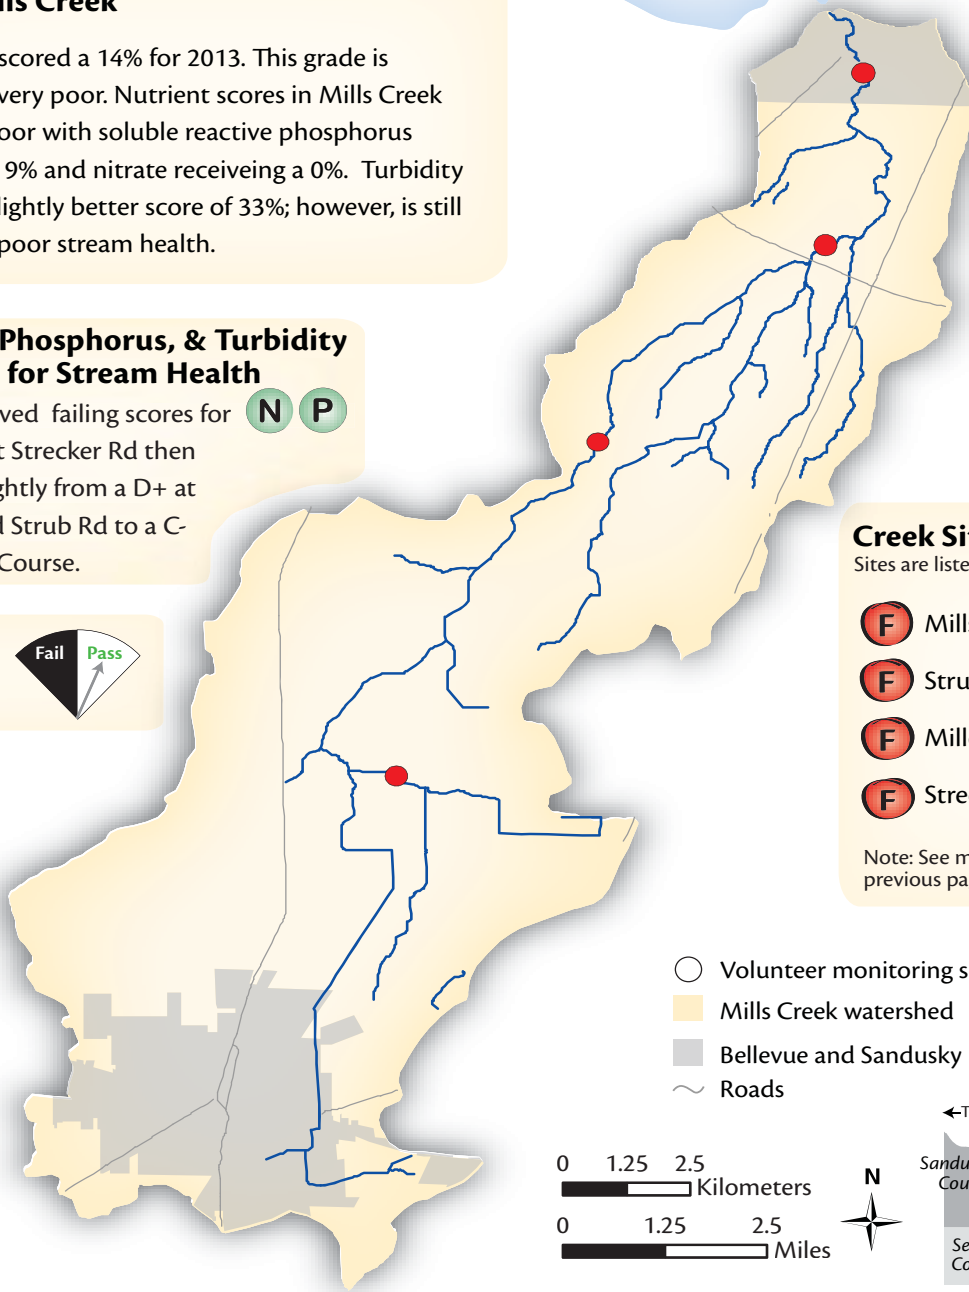 lls Creek
scored a 14% for 2013. This grade is
very poor. Nutrient scores in Mills Creek
oor with soluble reactive phosphorus
9% and nitrate receiveing a 0%. Turbidity
lightly better score of 33%; however, is still
poor stream health.
Phosphorus, & Turbidity
for Stream Health
N P
ved failing scores for
t Strecker Rd then
ghtly from a D+ at
d Strub Rd to a C-
Course.
Fail Pass
Creek Si
Sites are liste
F Mills
F Stru
F Mill
F Stre
Note: See m
previous pa
Volunteer monitoring s
Mills Creek watershed
Bellevue and Sandusky
Roads
0 1.25 2.5
Kilometers
0 1.25 2.5
Miles
N
T
Sandu
Cou
Se
Co